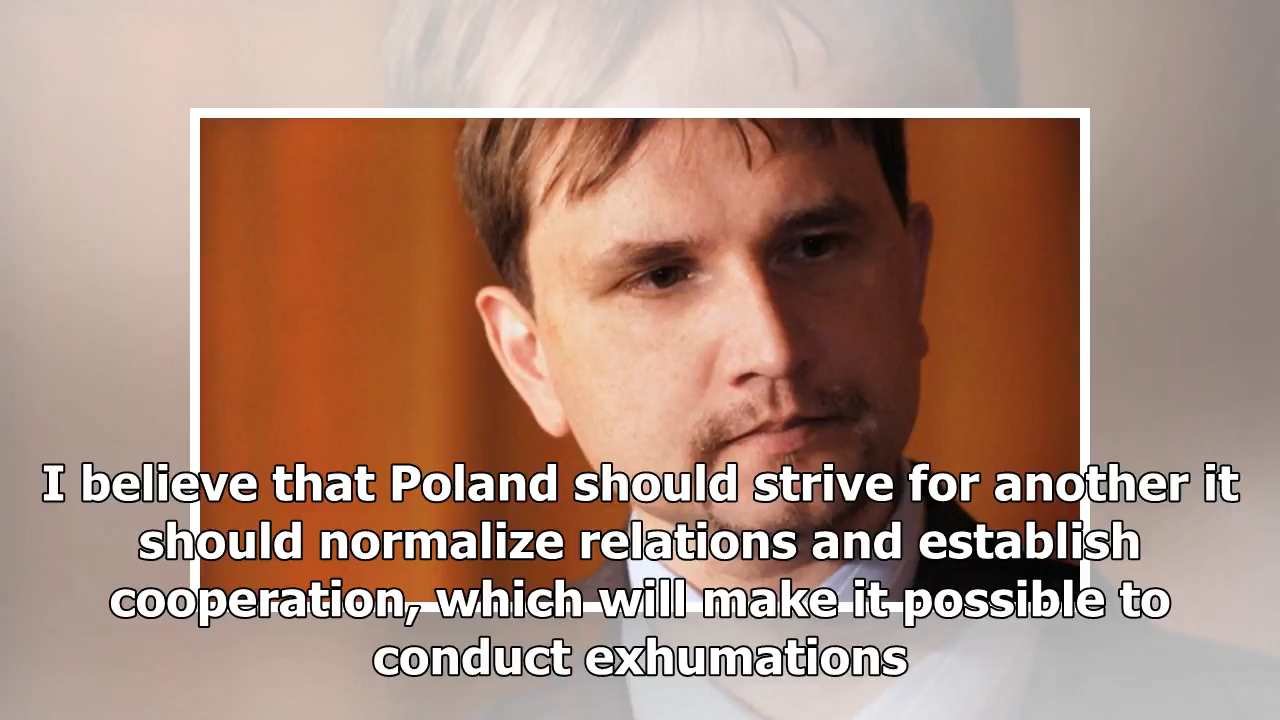 I believe that Poland should strive for another it
should normalize relations and establish
cooperation, which will make it possible to
conduct exhumations